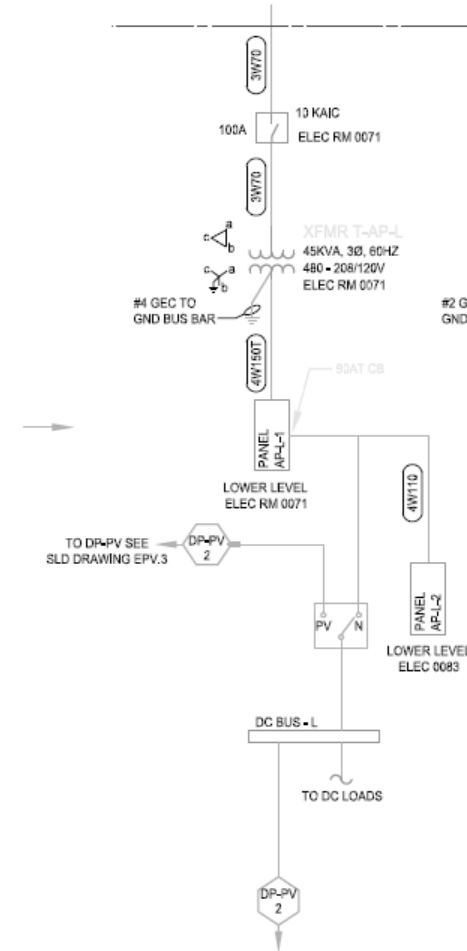 3W70
10 KAIC
100A
ELEC RM 0071
3W70
a
c
b
XFMR T-AP-L
45KVA, 3Ø, 60HZ
480 - 208/120V
ELEC RM 0071
c a
b
#4 GEC TO
GND BUS BAR
#2 G
GND
4W150T
90AT CB
PANEL
AP-L-1
LOWER LEVEL
ELEC RM 0071
4W110
TO DP-PV SEE
SLD DRAWING EPV.3
DP-PV
2
PV N
PANEL
AP-L-2
LOWER LEVEL
ELEC 0083
DC BUS - L
TO DC LOADS
DP-PV
2